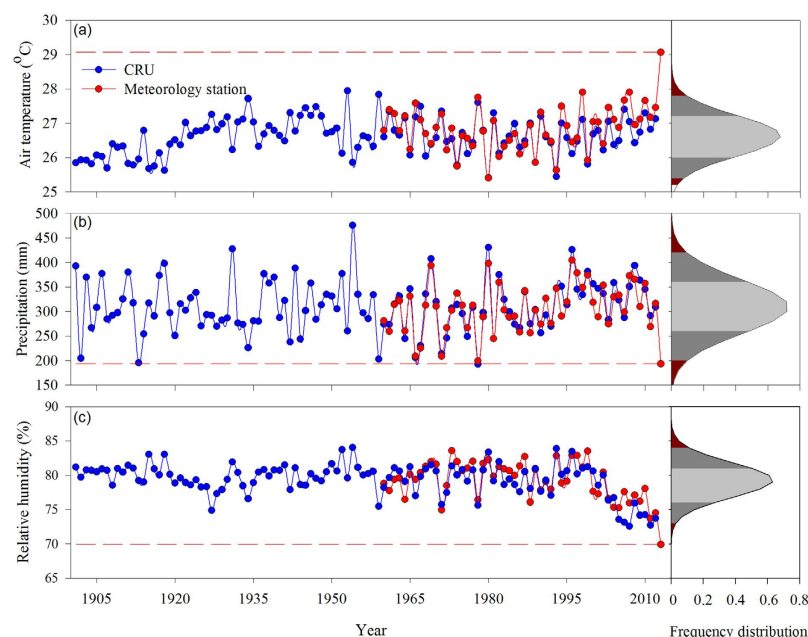 (a)
Air temperature (°C)
30
29
28
27
26
25
CRU
Meteorology station
(b)
Precipitation (mm)
500
450
400
350
300
250
200
150
(c)
Relative humidity (%)
90
85
80
75
70
65
1905 1920 1935 1950 1965 1980 1995 2010
0 0.2 0.4 0.6 0.8
Year
Frequency distribution